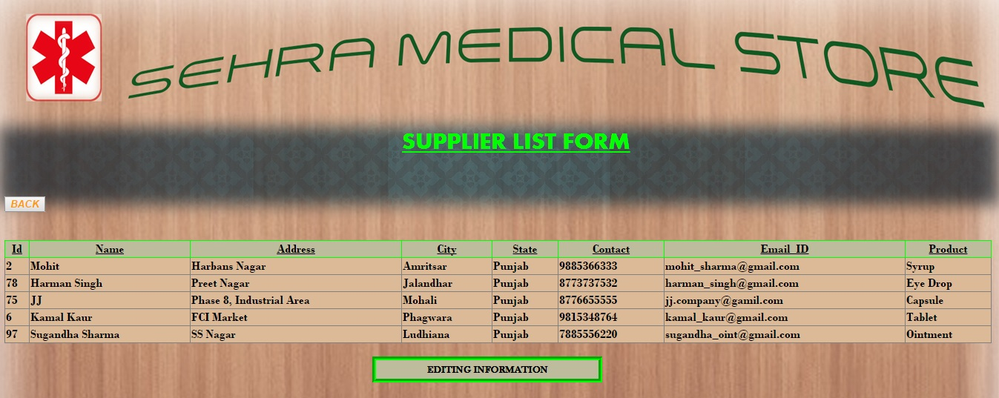 SEHRA MEDICAL STORE
SUPPLIER LIST FORM
BACK
Id Name Address City State Contact Email_ID Product
2 Mohit Harbans Nagar Amritsar Punjab 9885366333 mohit_sharma@gmail.com Syrup
78 Harman Singh Preet Nagar Jalandhar Punjab 8773737532 harman_singh@gmail.com Eye Drop
75 JJ Phase 8, Industrial Area Mohali Punjab 8776655555 jj.company@gamil.com Capsule
6 Kamal Kaur FCI Market Phagwara Punjab 9815348764 kamal_kaur@gmail.com Tablet
97 Sugandha Sharma SS Nagar Ludhiana Punjab 7885556220 sugandha_oint@gmail.com Ointment
EDITING INFORMATION